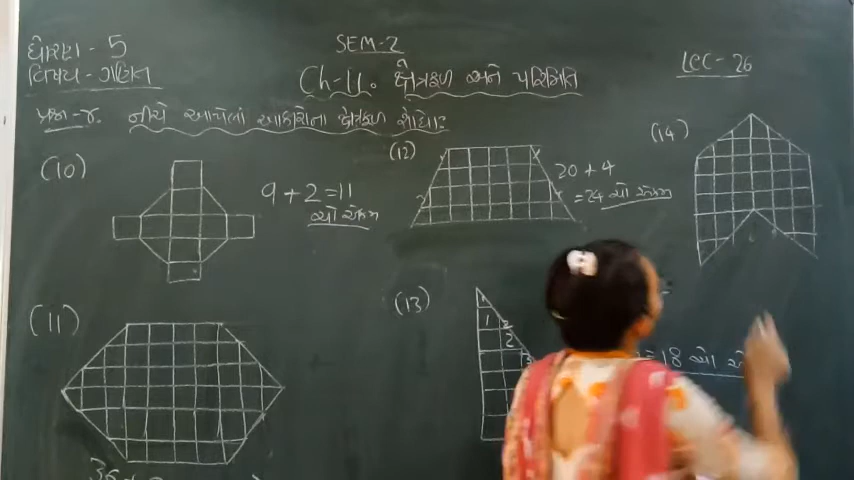 ધોરણ - 5
SEM-2
LEC- 26
વિષય - ગણિત
Ch-11. ક્ષેત્રફળ અને પરિમિતિ
પ્રશ્ન-૪. નીચે આપેલાં આકારોના ક્ષેત્રફળ શોધો
(10)
9 + 2 = 11
ચો એકમ
(12)
20 + 4
= 24 ચો એકમ
(14)
(11)
36
(13)
1
2
= 18 ચો